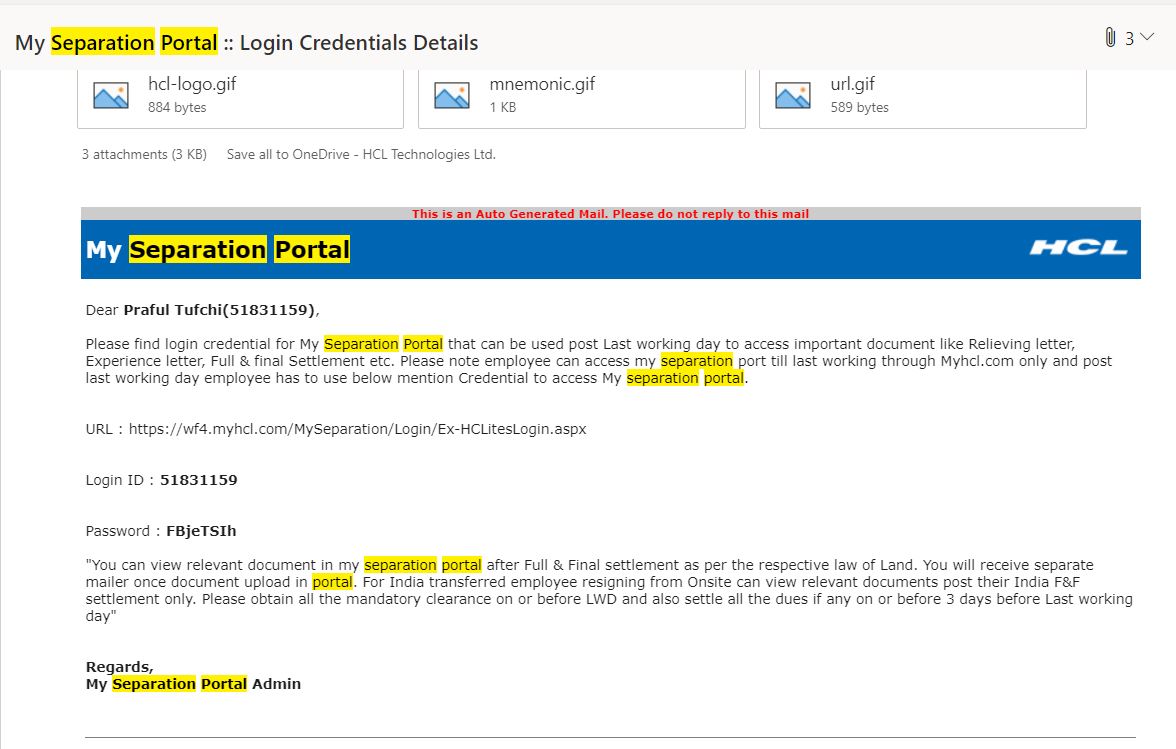 My Separation Portal :: Login Credentials Details
3
hcl-logo.gif
884 bytes
mnemonic.gif
1 KB
url.gif
589 bytes
3 attachments (3 KB) Save all to OneDrive - HCL Technologies Ltd.
This is an Auto Generated Mail. Please do not reply to this mail
My Separation Portal
HCL
Dear Praful Tufchi(51831159),
Please find login credential for My Separation Portal that can be used post Last working day to access important document like Relieving letter,
Experience letter, Full & final Settlement etc. Please note employee can access my separation port till last working through Myhcl.com only and post
last working day employee has to use below mention Credential to access My separation portal.
URL : https://wf4.myhcl.com/MySeparation/Login/Ex-HCLitesLogin.aspx
Login ID : 51831159
Password : FBjeTSIh
"You can view relevant document in my separation portal after Full & Final settlement as per the respective law of Land. You will receive separate
mailer once document upload in portal. For India transferred employee resigning from Onsite can view relevant documents post their India F&F
settlement only. Please obtain all the mandatory clearance on or before LWD and also settle all the dues if any on or before 3 days before Last working
day"
Regards,
My Separation Portal Admin